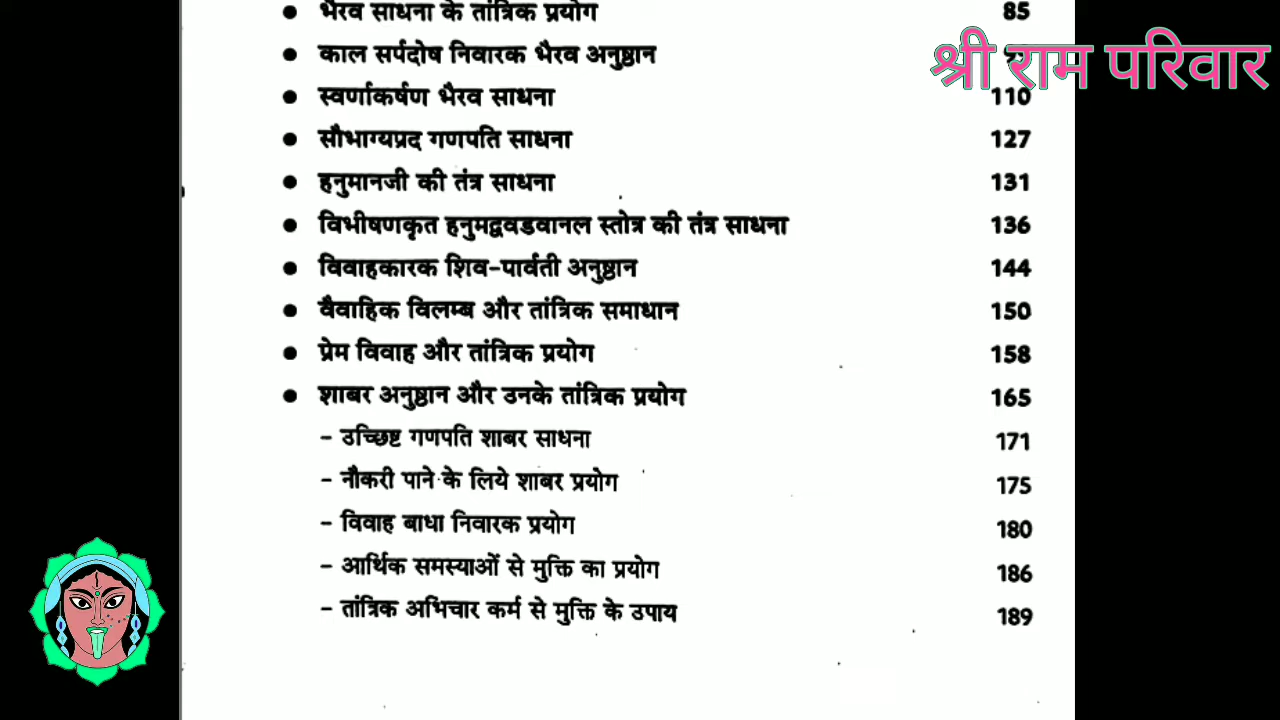 भैरव साधना के तांत्रिक प्रयोग 85
श्री राम परिवार
काल सर्पदोष निवारक भैरव अनुष्ठान
स्वर्णाकर्षण भैरव साधना 110
सौभाग्यप्रद गणपति साधना 127
हनुमानजी की तंत्र साधना 131
विभीषणकृत हनुमद्वडवानल स्तोत्र की तंत्र साधना 136
विवाहकारक शिव-पार्वती अनुष्ठान 144
वैवाहिक विलम्ब और तांत्रिक समाधान 150
प्रेम विवाह और तांत्रिक प्रयोग 158
शाबर अनुष्ठान और उनके तांत्रिक प्रयोग 165
- उच्छिष्ट गणपति शाबर साधना 171
- नौकरी पाने के लिये शाबर प्रयोग 175
- विवाह बाधा निवारक प्रयोग 180
- आर्थिक समस्याओं से मुक्ति का प्रयोग 186
- तांत्रिक अभिचार कर्म से मुक्ति के उपाय 189